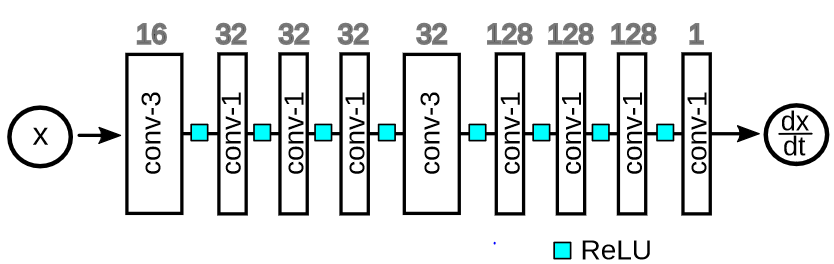 16 32 32 32 32 128 128 128 1
x conv-3 conv-1 conv-1 conv-1 conv-3 conv-1 conv-1 conv-1 conv-1 dx
dt
ReLU